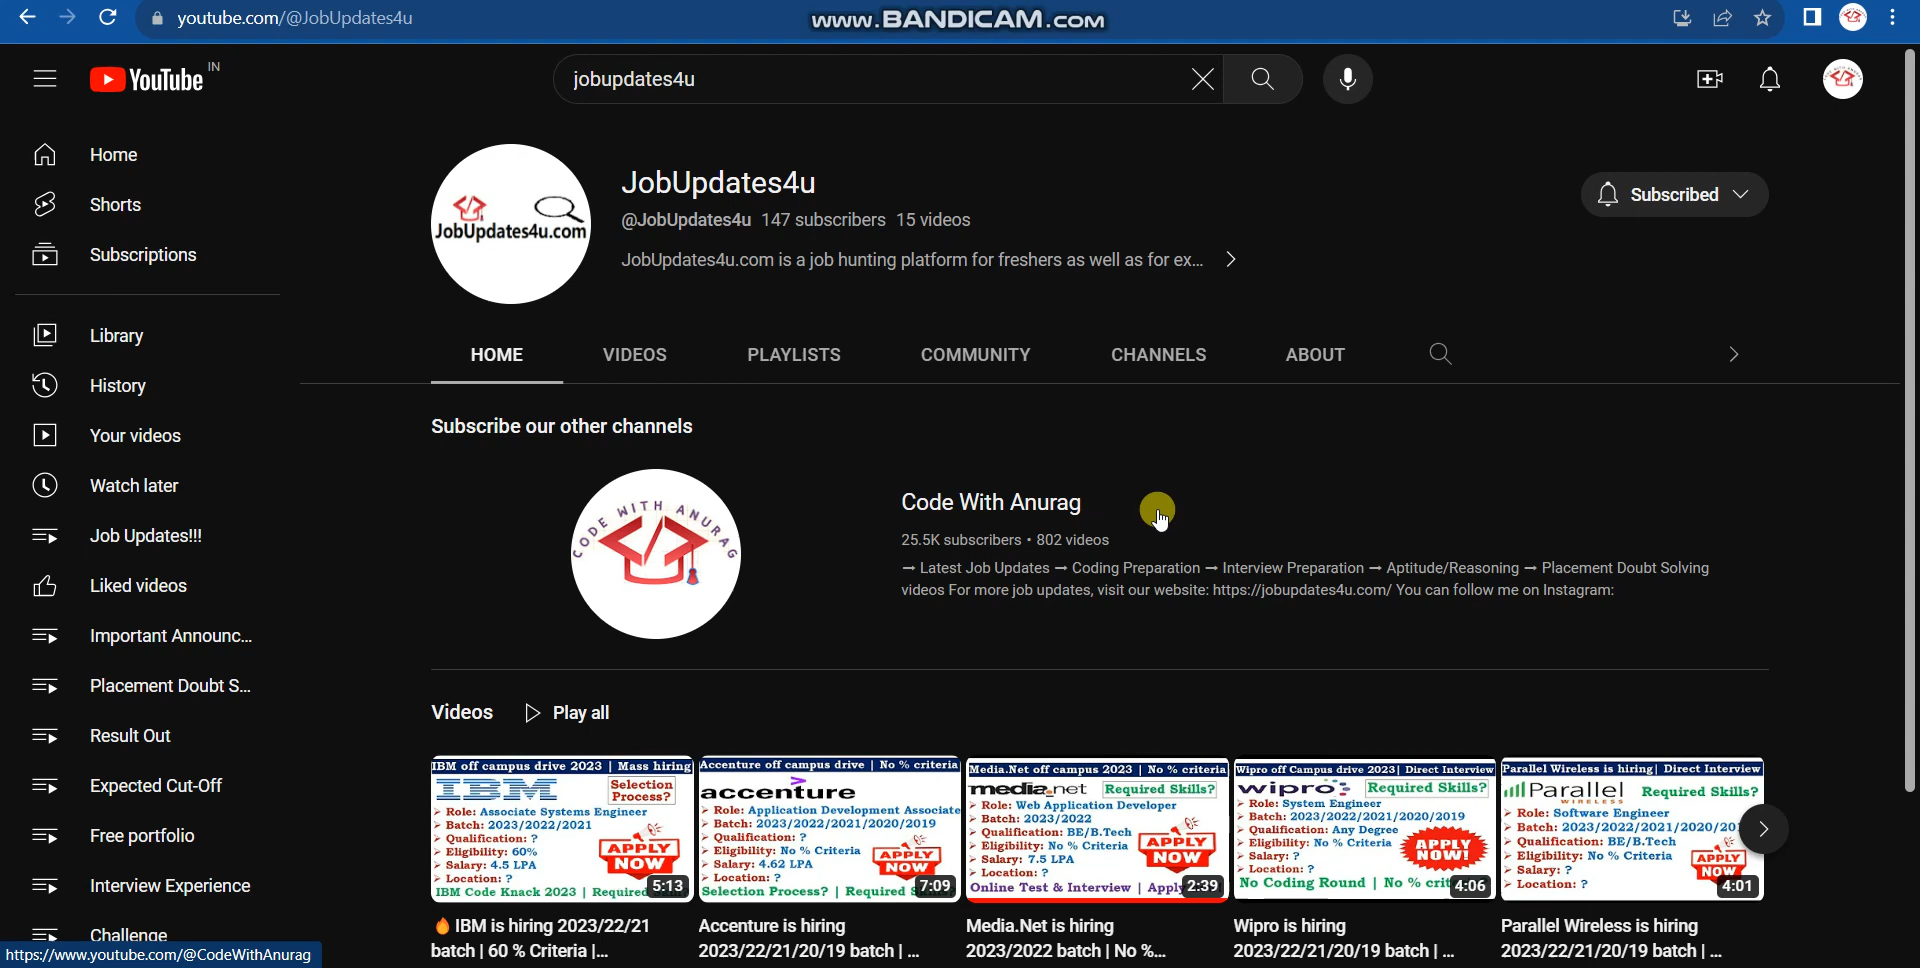 youtube.com/@JobUpdates4u
www.BANDICAM.com
YouTube IN
jobupdates4u
Home
Shorts
Subscriptions
Library
History
Your videos
Watch later
Job Updates!!!
Liked videos
Important Announc...
Placement Doubt S...
Result Out
Expected Cut-Off
Free portfolio
Interview Experience
Challenge
https://www.youtube.com/@CodeWithAnurag
JobUpdates4u.com
JobUpdates4u
@JobUpdates4u 147 subscribers 15 videos
JobUpdates4u.com is a job hunting platform for freshers as well as for ex...
Subscribed
HOME VIDEOS PLAYLISTS COMMUNITY CHANNELS ABOUT
Subscribe our other channels
CODE WITH ANURAG
Code With Anurag
25.5K subscribers • 802 videos
→ Latest Job Updates → Coding Preparation → Interview Preparation → Aptitude/Reasoning → Placement Doubt Solving
videos For more job updates, visit our website: https://jobupdates4u.com/ You can follow me on Instagram:
Videos Play all
IBM off campus drive 2023 | Mass hiring
IBM
Selection
Process?
Role: Associate Systems Engineer
Batch: 2023/2022/2021
Qualification: ?
Eligibility: 60%
Salary: 4.5 LPA
Location: ?
APPLY
NOW
IBM Code Knack 2023 | Required
5:13
🔥 IBM is hiring 2023/22/21
batch | 60 % Criteria |...
Accenture off campus drive | No % criteria
accenture
Role: Application Development Associate
Batch: 2023/2022/2021/2020/2019
Qualification: ?
Eligibility: No % Criteria
Salary: 4.62 LPA
Location: ?
APPLY
NOW
Selection Process? | Required
7:09
Accenture is hiring
2023/22/21/20/19 batch | ...
Media.Net off campus 2023 | No % criteria
media.net
Required Skills?
Role: Web Application Developer
Batch: 2023/2022
Qualification: BE/B.Tech
Eligibility: No % Criteria
Salary: 7.5 LPA
Location: ?
APPLY
NOW
Online Test & Interview | Apply
2:39
Media.Net is hiring
2023/2022 batch | No %...
Wipro off Campus drive 2023| Direct Interview
wipro
Required Skills?
Role: System Engineer
Batch: 2023/2022/2021/2020/2019
Qualification: Any Degree
Eligibility: No % Criteria
Salary: ?
Location: ?
APPLY
NOW!
No Coding Round | No % crit
4:06
Wipro is hiring
2023/22/21/20/19 batch | ...
Parallel Wireless is hiring| Direct Interview
Parallel
WIRELESS
Required Skills?
Role: Software Engineer
Batch: 2023/2022/2021/2020/20
Qualification: BE/B.Tech
Eligibility: No % Criteria
Salary: ?
Location: ?
APPLY
NOW
4:01
Parallel Wireless is hiring
2023/22/21/20/19 batch | ...